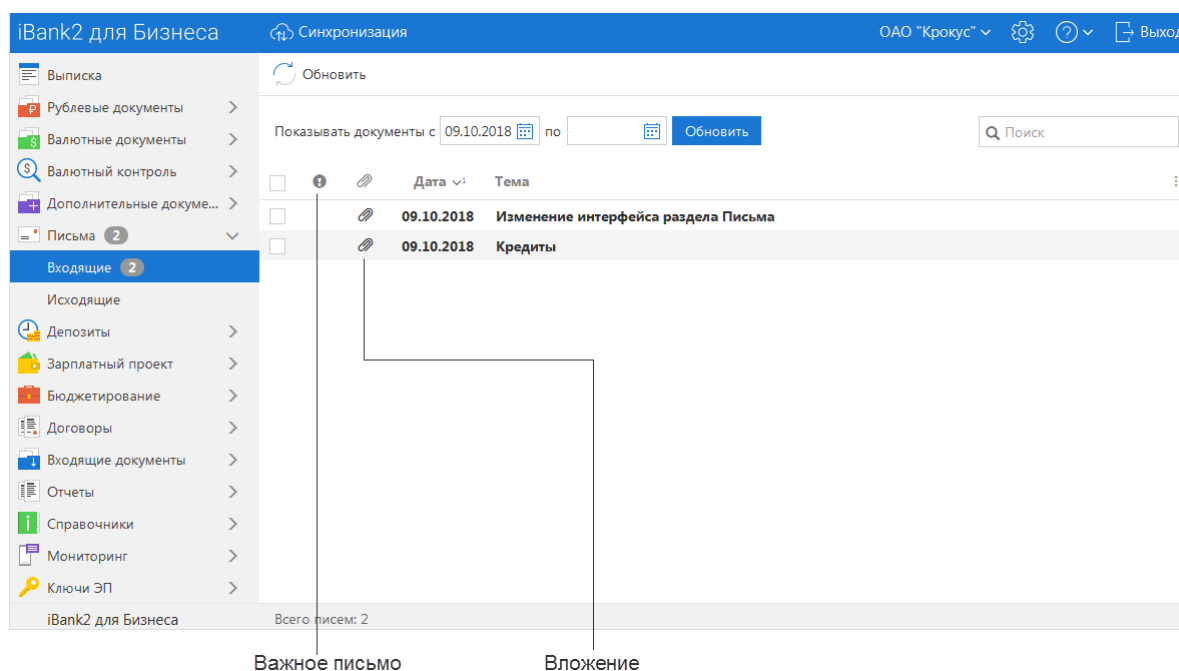 iBank2 для Бизнеса
Синхронизация
ОАО "Крокус"
Выход
Выписка
Рублевые документы
Валютные документы
Валютный контроль
Дополнительные докуме...
Письма 2
Входящие 2
Исходящие
Депозиты
Зарплатный проект
Бюджетирование
Договоры
Входящие документы
Отчеты
Справочники
Мониторинг
Ключи ЭП
iBank2 для Бизнеса
Обновить
Показывать документы с 09.10.2018 по Обновить
Поиск
Дата 1 Тема
09.10.2018 Изменение интерфейса раздела Письма
09.10.2018 Кредиты
Всего писем: 2
Важное письмо
Вложение